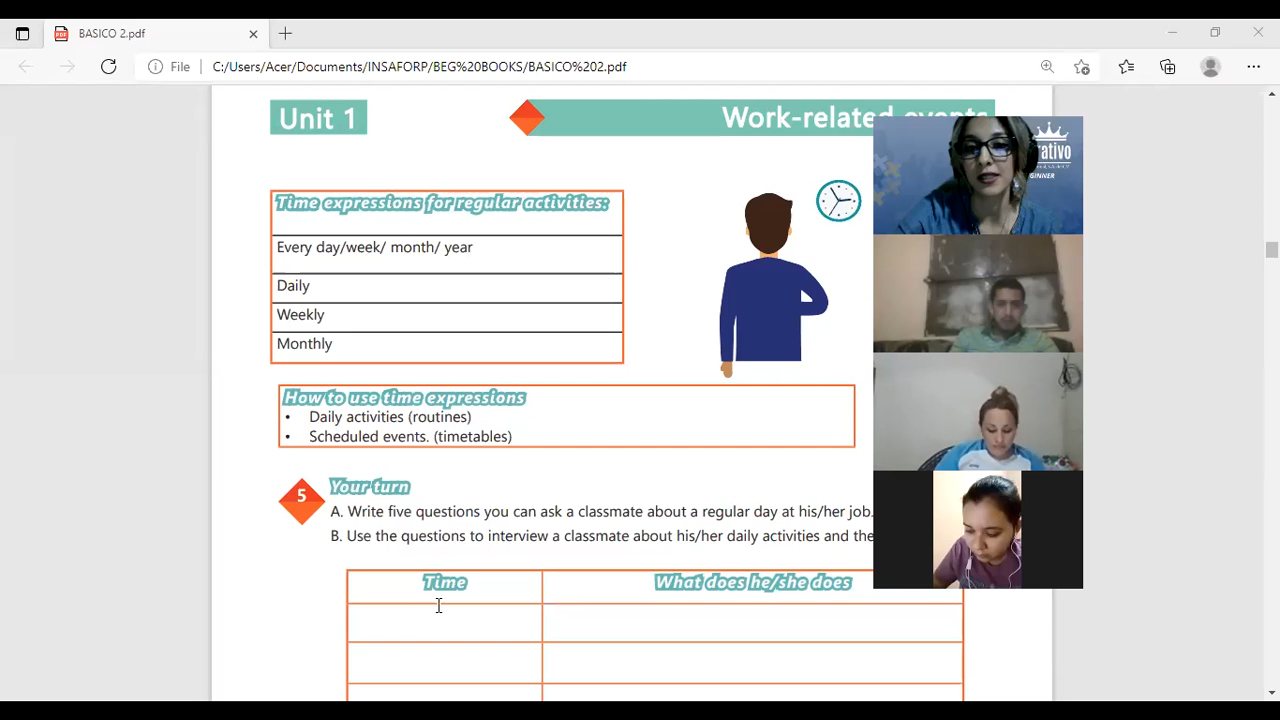 BASICO 2.pdf
File
C:/Users/Acer/Documents/INSAFORP/BEG%20BOOKS/BASICO%202.pdf
Unit 1
Work-related events
rativo
GINNER
Time expressions for regular activities:
Every day/week/ month/ year
Daily
Weekly
Monthly
How to use time expressions
• Daily activities (routines)
• Scheduled events. (timetables)
5
Your turn
A. Write five questions you can ask a classmate about a regular day at his/her job.
B. Use the questions to interview a classmate about his/her daily activities and the
Time
What does he/she does